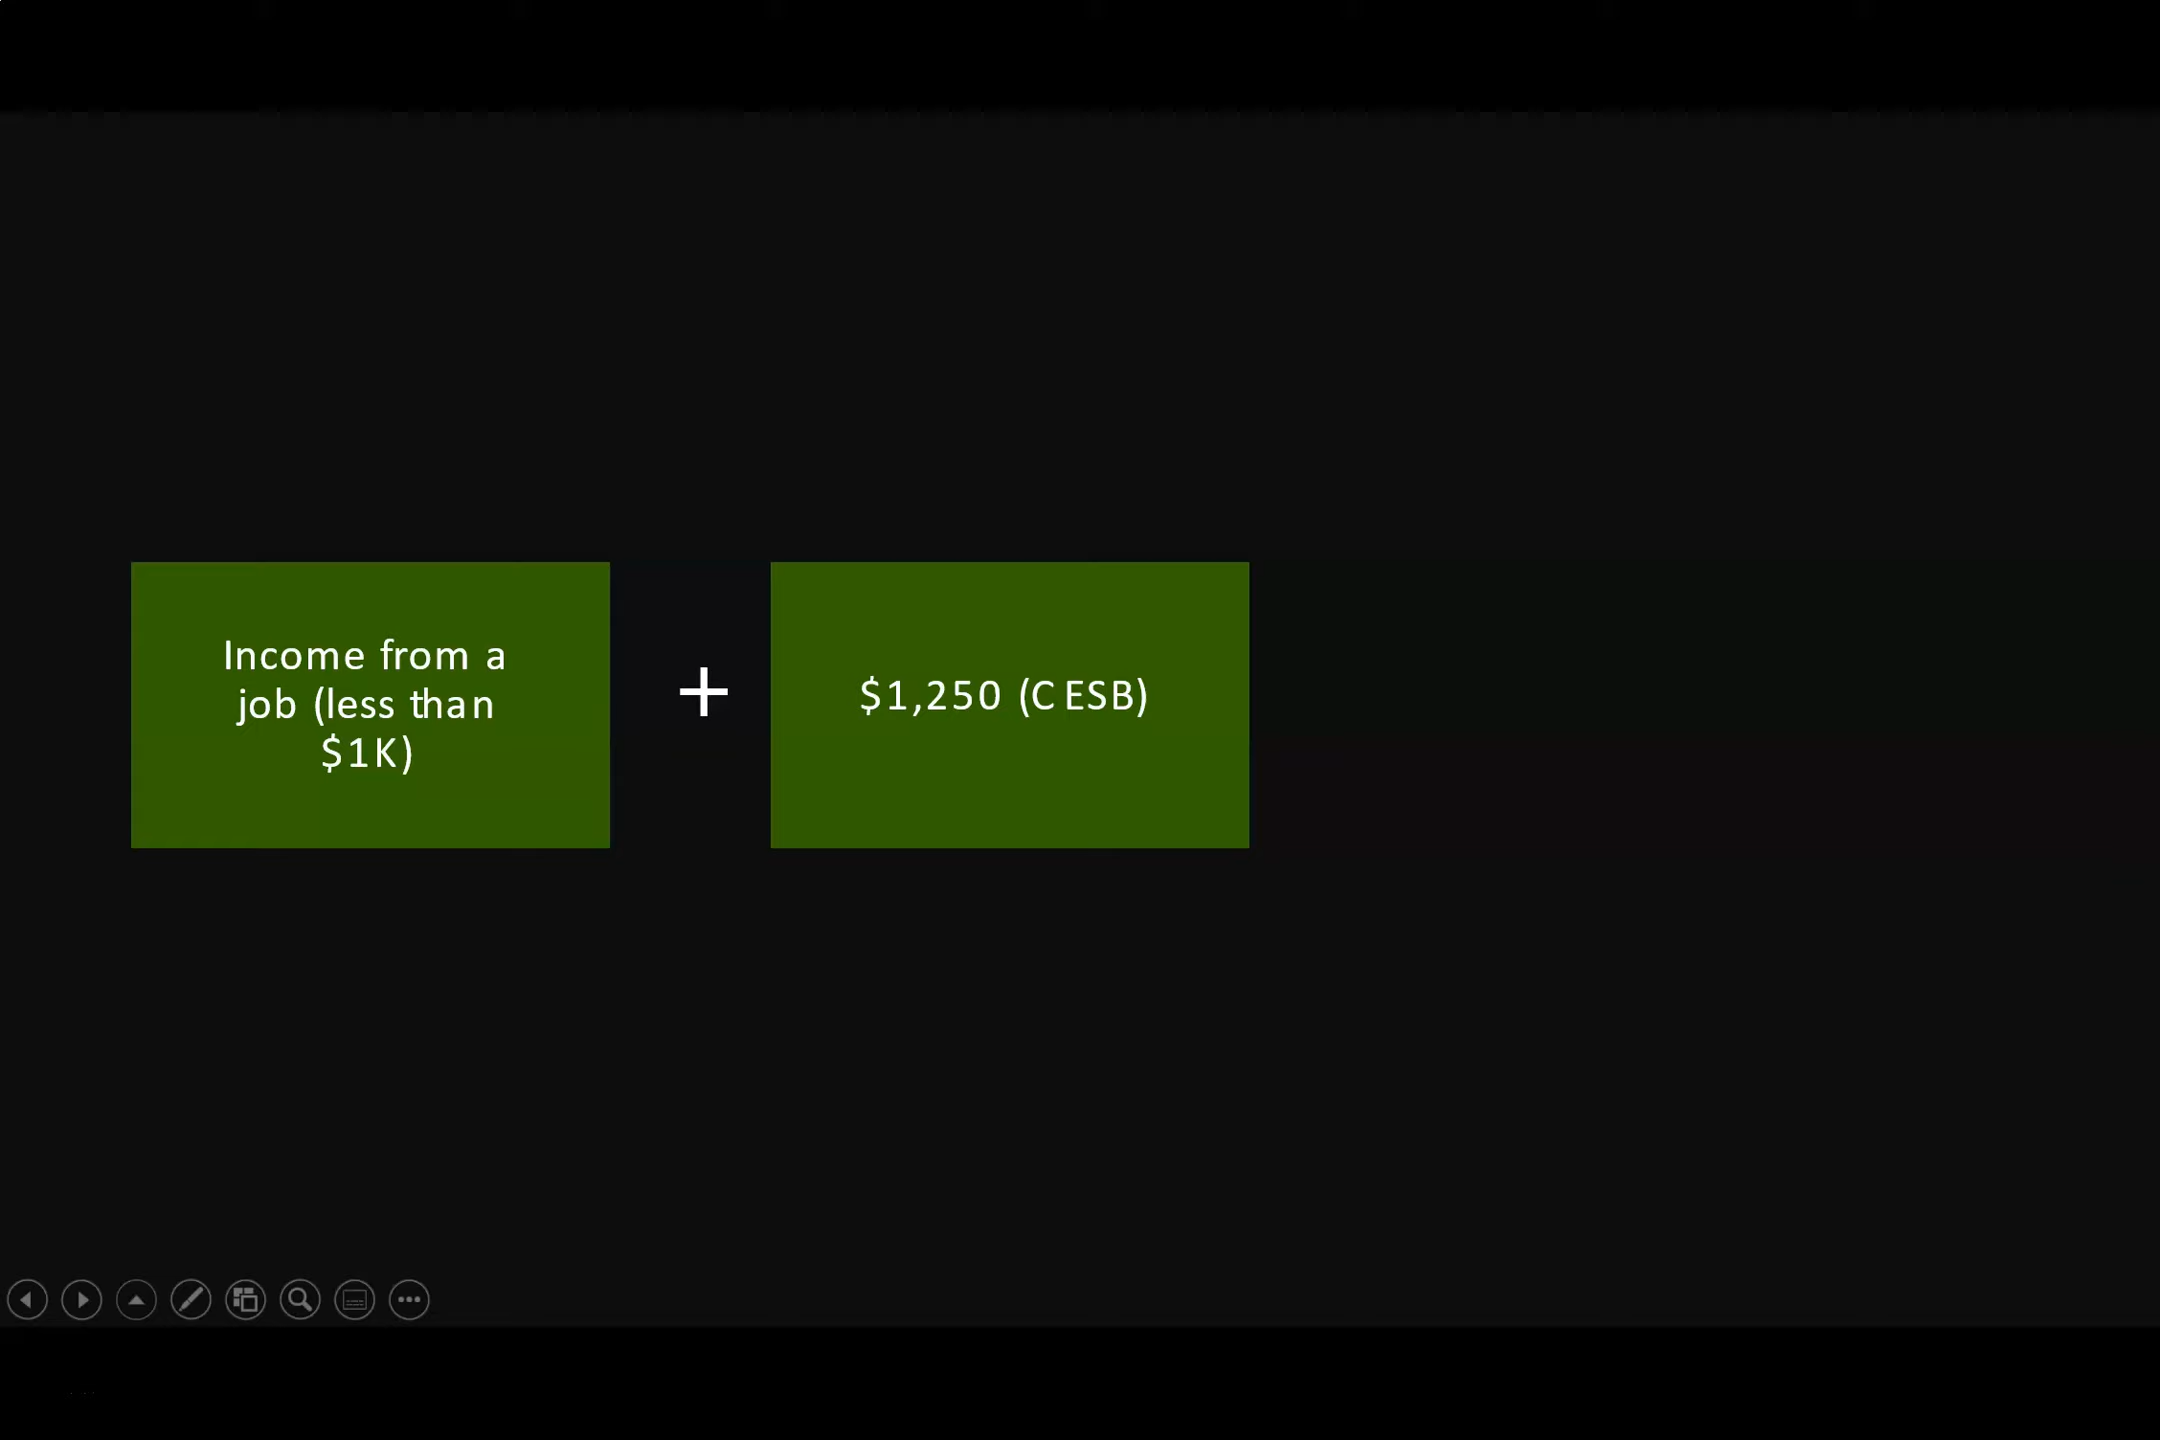 Income from a
job (less than
$1K)
+
$1,250 (CESB)